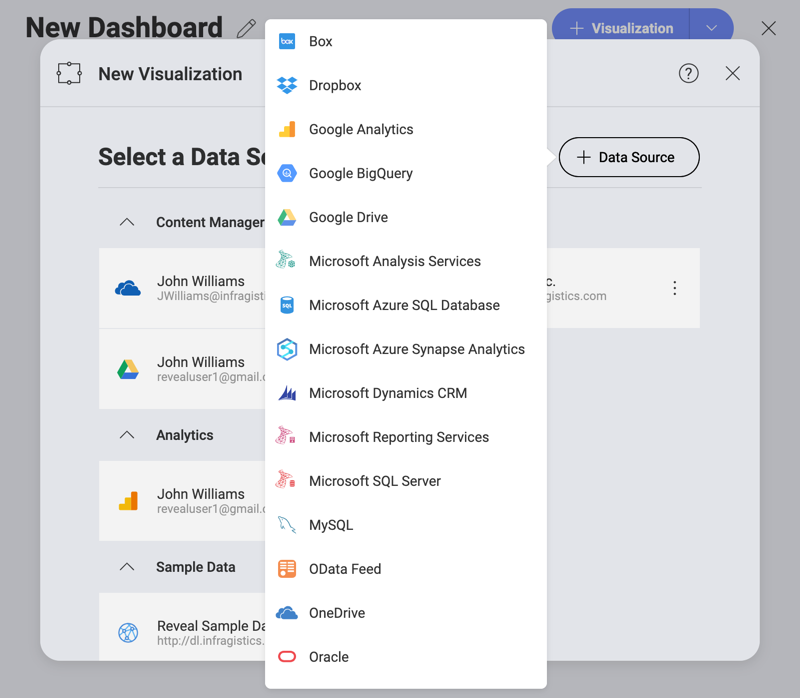 New Dashboard
Visualization
New Visualization
Select a Data So
Data Source
Content Manager
John Williams
JWilliams@infragisti
c.
gistics.com
John Williams
revealuser1@gmail.c
Analytics
John Williams
revealuser1@gmail.c
Sample Data
Reveal Sample Da
http://dl.infragistics.
box
Box
Dropbox
Google Analytics
Google BigQuery
Google Drive
Microsoft Analysis Services
SQL
Microsoft Azure SQL Database
Microsoft Azure Synapse Analytics
Microsoft Dynamics CRM
Microsoft Reporting Services
Microsoft SQL Server
MySQL
OData Feed
OneDrive
Oracle